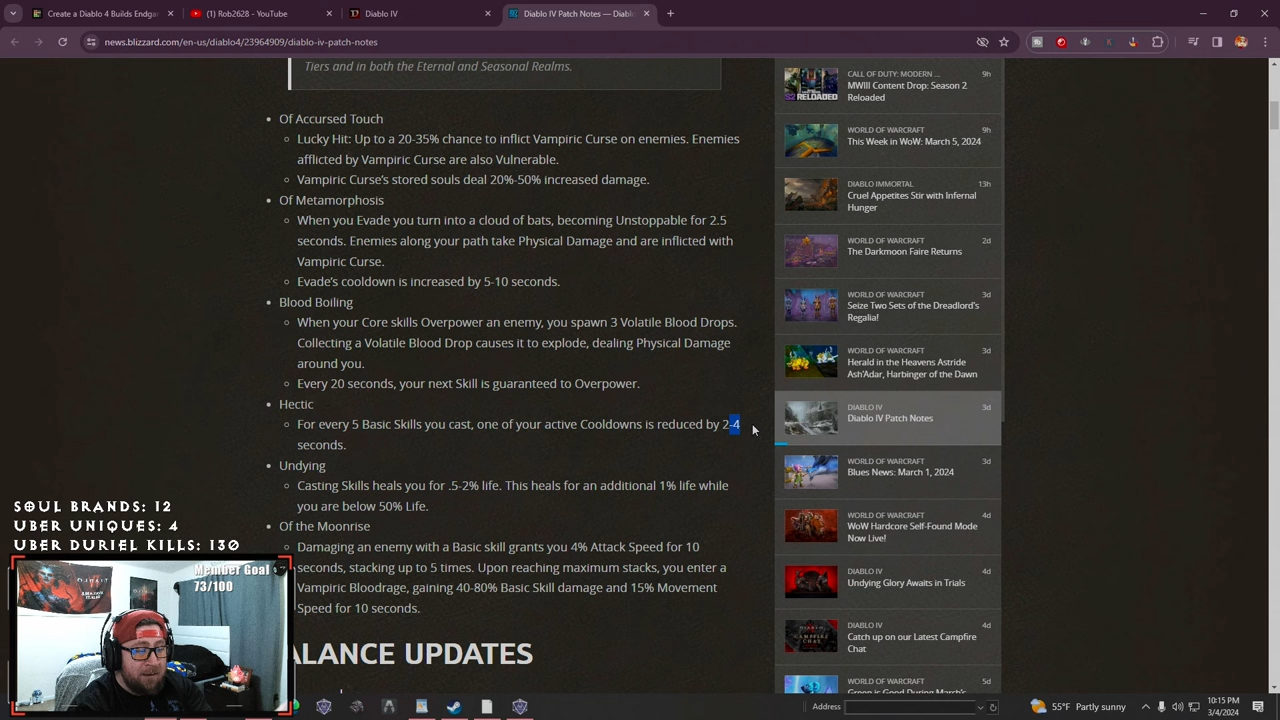 Create a Diablo 4 Builds Endgar
(1) Rob2628 - YouTube
Diablo IV
Diablo IV Patch Notes — Diablo
news.blizzard.com/en-us/diablo4/23964909/diablo-iv-patch-notes
Tiers and in both the Eternal and Seasonal Realms.
• Of Accursed Touch
Lucky Hit: Up to a 20-35% chance to inflict Vampiric Curse on enemies. Enemies
afflicted by Vampiric Curse are also Vulnerable.
Vampiric Curse's stored souls deal 20%-50% increased damage.
• Of Metamorphosis
When you Evade you turn into a cloud of bats, becoming Unstoppable for 2.5
seconds. Enemies along your path take Physical Damage and are inflicted with
Vampiric Curse.
Evade's cooldown is increased by 5-10 seconds.
• Blood Boiling
When your Core skills Overpower an enemy, you spawn 3 Volatile Blood Drops.
Collecting a Volatile Blood Drop causes it to explode, dealing Physical Damage
around you.
Every 20 seconds, your next Skill is guaranteed to Overpower.
• Hectic
For every 5 Basic Skills you cast, one of your active Cooldowns is reduced by 2-4
seconds.
• Undying
Casting Skills heals you for .5-2% life. This heals for an additional 1% life while
you are below 50% Life.
• Of the Moonrise
Damaging an enemy with a Basic skill grants you 4% Attack Speed for 10
seconds, stacking up to 5 times. Upon reaching maximum stacks, you enter a
Vampiric Bloodrage, gaining 40-80% Basic Skill damage and 15% Movement
Speed for 10 seconds.
ALANCE UPDATES
CALL OF DUTY: MODERN ...
9h
MWIII Content Drop: Season 2
Reloaded
S2 RELOADED
WORLD OF WARCRAFT
9h
This Week in WoW: March 5, 2024
DIABLO IMMORTAL
13h
Cruel Appetites Stir with Infernal
Hunger
WORLD OF WARCRAFT
2d
The Darkmoon Faire Returns
WORLD OF WARCRAFT
3d
Seize Two Sets of the Dreadlord's
Regalia!
WORLD OF WARCRAFT
3d
Herald in the Heavens Astride
Ash'Adar, Harbinger of the Dawn
DIABLO IV
3d
Diablo IV Patch Notes
WORLD OF WARCRAFT
3d
Blues News: March 1, 2024
WORLD OF WARCRAFT
4d
WoW Hardcore Self-Found Mode
Now Live!
DIABLO IV
4d
Undying Glory Awaits in Trials
DIABLO IV
4d
Catch up on our Latest Campfire
Chat
WORLD OF WARCRAFT
5d
Green is Good During March's
SOUL BRANDS: 12
UBER UNIQUES: 4
UBER DURIEL KILLS: 130
Member Goal
73/100
Address
55°F Partly sunny
10:15 PM
3/4/2024